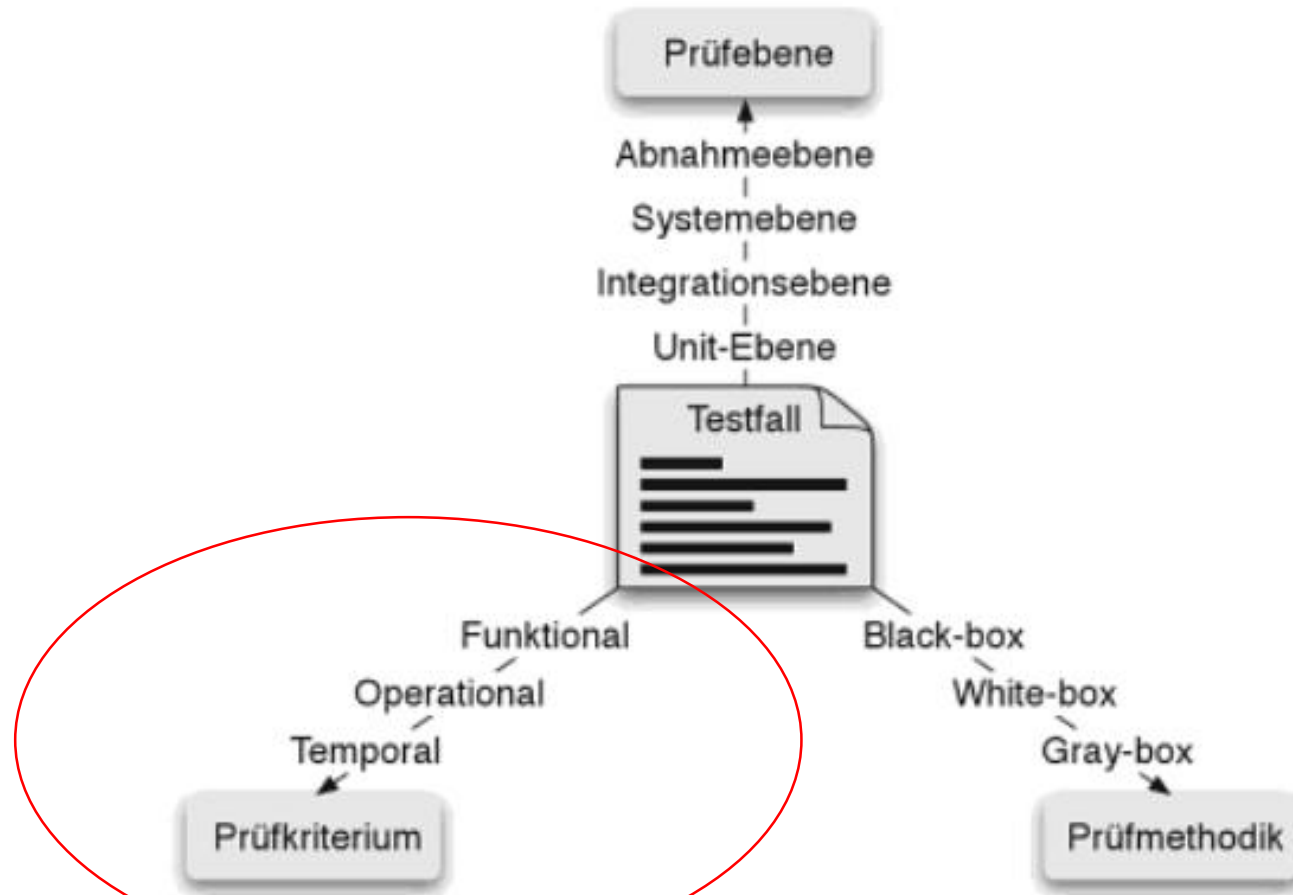 Prüfebene
Abnahmeebene
Systemebene
Integrationsebene
Unit-Ebene
Testfall
Funktional
Operational
Temporal
Prüfkriterium
Black-box
White-box
Gray-box
Prüfmethodik